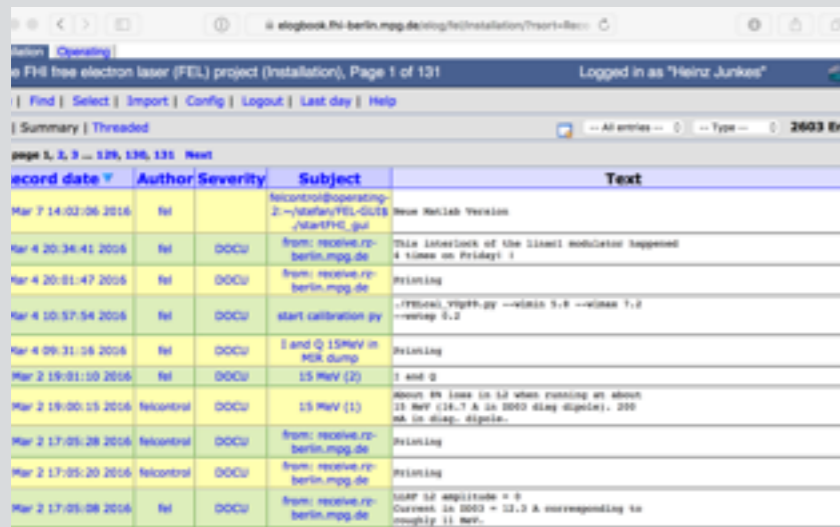 elogbook.fhi-berlin.mpg.de/elog/fel/Installation/?rsort=Reco
llation Operating
e FHI free electron laser (FEL) project (Installation), Page 1 of 131 Logged in as "Heinz Junkes"
| Find | Select | Import | Config | Logout | Last day | Help
| Summary | Threaded -- All entries -- -- Type -- 2603 En
page 1, 2, 3 ... 129, 130, 131 Next
ecord date Author Severity Subject Text
Mar 7 14:02:06 2016 fel felcontrol@operating-2:~/stefan/FEL-GUI$ ./startFHI_gui Neue Matlab Version
Mar 4 20:34:41 2016 fel DOCU from: receive.rz-berlin.mpg.de This interlock of the linac1 modulator happened
4 times on Friday! :
Mar 4 20:01:47 2016 fel DOCU from: receive.rz-berlin.mpg.de Printing
Mar 4 10:57:54 2016 fel DOCU start calibration py --wlmin 5.8 --wlmax 7.2
--wstep 0.2
Mar 4 09:31:16 2016 fel DOCU I and Q 15MeV in MIR dump Printing
Mar 2 19:01:10 2016 fel DOCU 15 MeV (2) I and Q
Mar 2 19:00:15 2016 felcontrol DOCU 15 MeV (1) About 8% loss in L2 when running at about
15 MeV (16.7 A in D003 diag dipole). 200
mA in diag. dipole.
Mar 2 17:05:28 2016 felcontrol DOCU from: receive.rz-berlin.mpg.de Printing
Mar 2 17:05:20 2016 felcontrol DOCU from: receive.rz-berlin.mpg.de Printing
Mar 2 17:05:08 2016 fel DOCU from: receive.rz-berlin.mpg.de L2 amplitude = 0
Current in D003 = 12.3 A corresponding to
roughly 11 MeV.